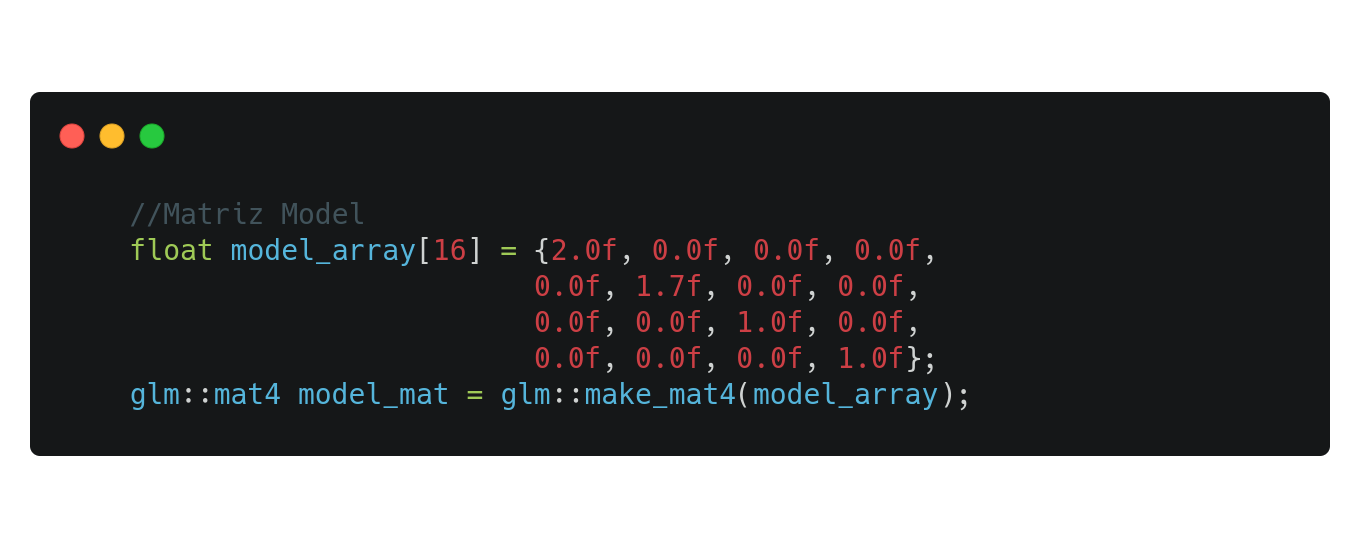 //Matriz Model
float model_array[16] = {2.0f, 0.0f, 0.0f, 0.0f,
0.0f, 1.7f, 0.0f, 0.0f,
0.0f, 0.0f, 1.0f, 0.0f,
0.0f, 0.0f, 0.0f, 1.0f};
glm::mat4 model_mat = glm::make_mat4(model_array);